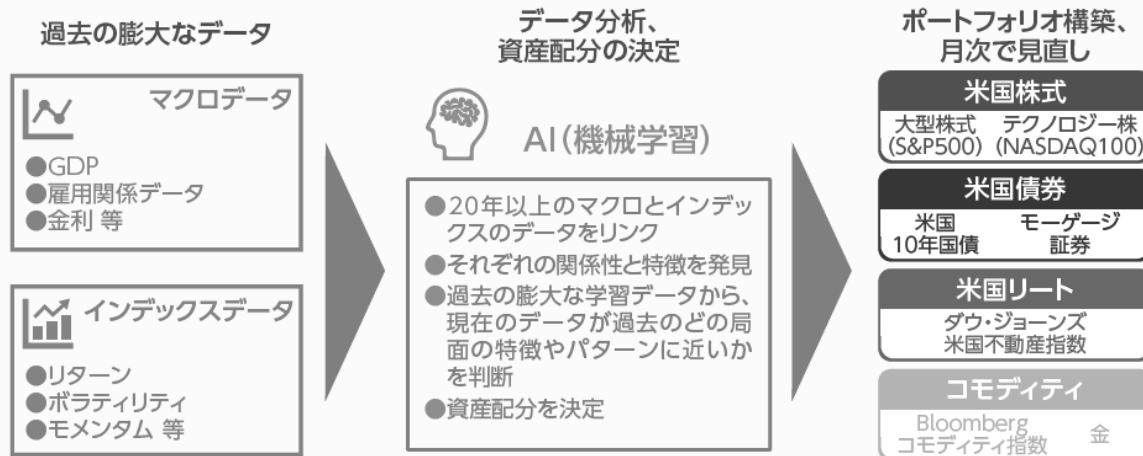 過去の膨大なデータ
マクロデータ
●GDP
●雇用関係データ
●金利 等
インデックスデータ
●リターン
●ボラティリティ
●モメンタム 等
データ分析、
資産配分の決定
AI(機械学習)
●20年以上のマクロとインデッ
クスのデータをリンク
●それぞれの関係性と特徴を発見
●過去の膨大な学習データから、
現在のデータが過去のどの局
面の特徴やパターンに近いか
を判断
●資産配分を決定
ポートフォリオ構築、
月次で見直し
米国株式
大型株式 テクノロジー株
(S&P500) (NASDAQ100)
米国債券
米国 モーゲージ
10年国債 証券
米国リート
ダウ・ジョーンズ
米国不動産指数
コモディティ
Bloomberg
コモディティ指数 金